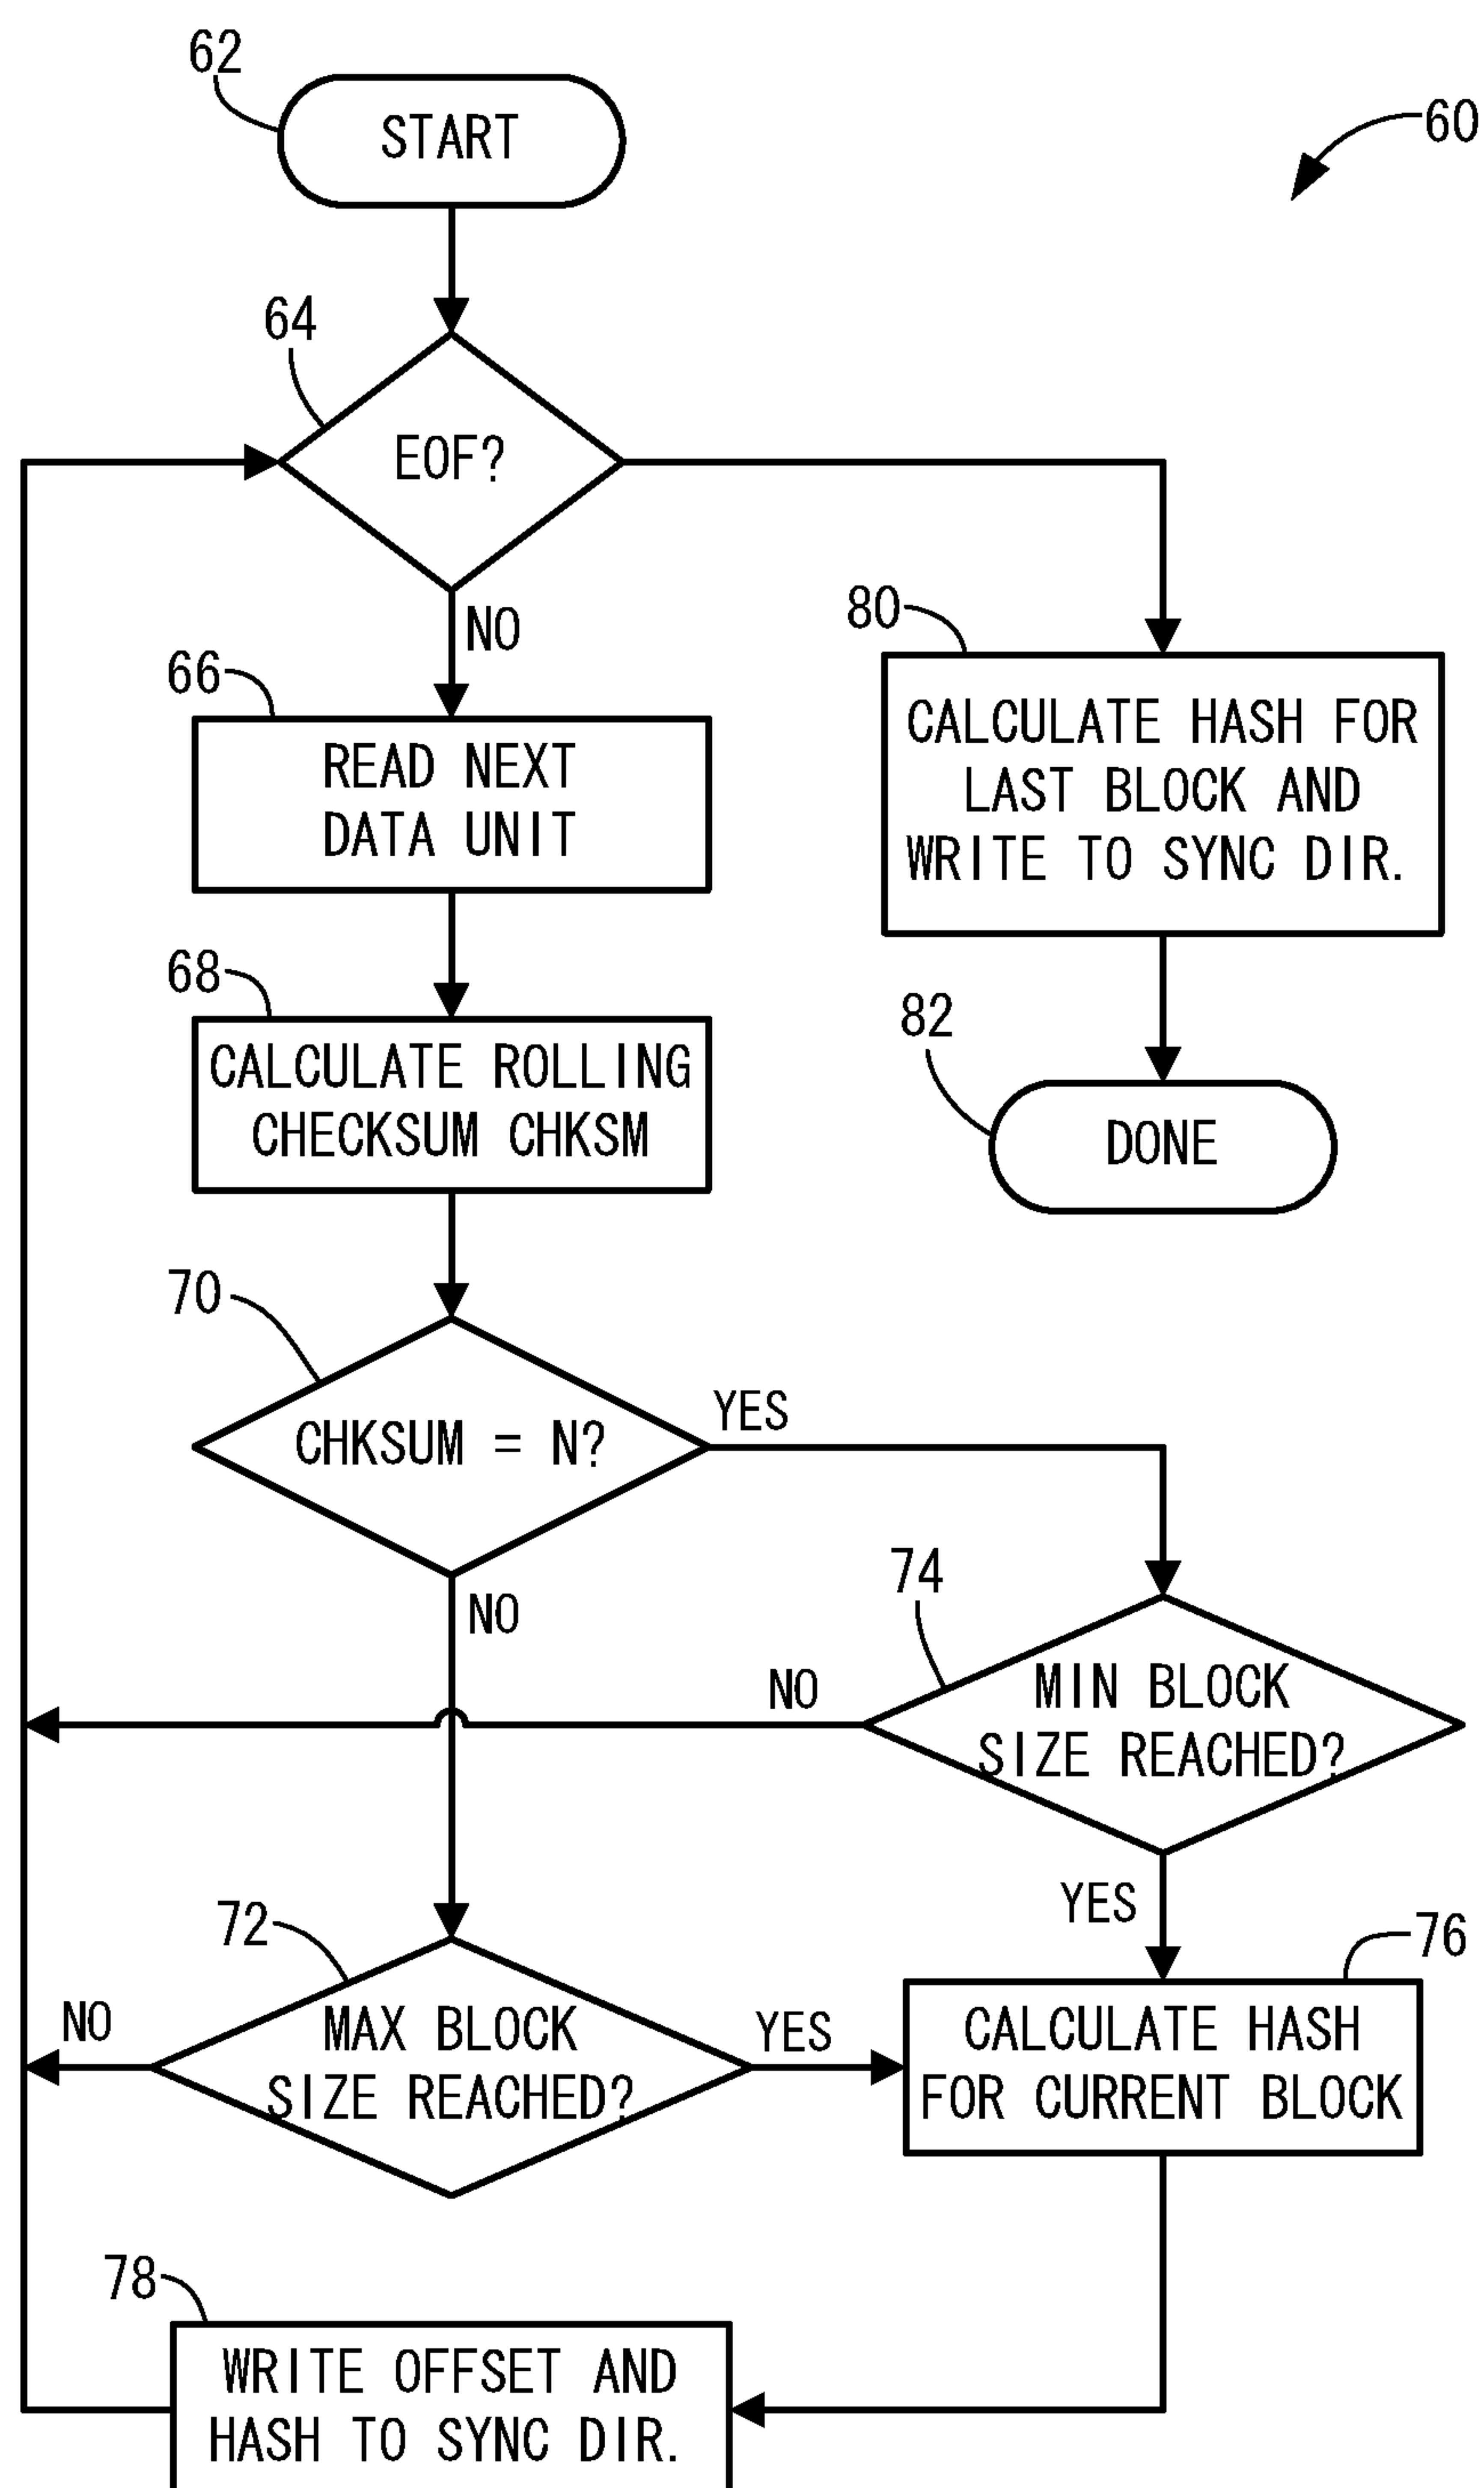 62
START
60
64
EOF?
NO
66
READ NEXT
DATA UNIT
80
CALCULATE HASH FOR
LAST BLOCK AND
WRITE TO SYNC DIR.
68
CALCULATE ROLLING
CHECKSUM CHKSM
82
DONE
70
CHKSUM = N?
YES
NO
74
MIN BLOCK
SIZE REACHED?
NO
YES
72
MAX BLOCK
SIZE REACHED?
NO
YES
76
CALCULATE HASH
FOR CURRENT BLOCK
78
WRITE OFFSET AND
HASH TO SYNC DIR.